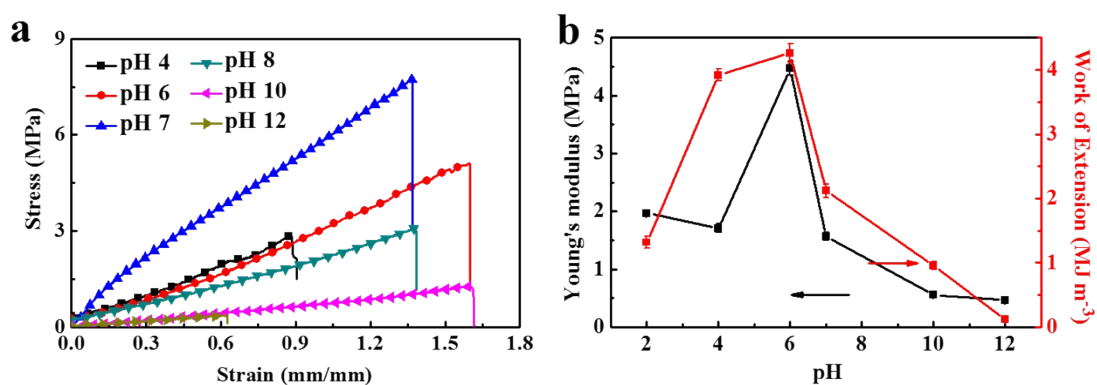 a
9
6
3
0
Stress (MPa)
pH 4
pH 6
pH 7
pH 8
pH 10
pH 12
0.0 0.3 0.6 0.9 1.2 1.5 1.8
Strain (mm/mm)
b
5
4
3
2
1
0
Young's modulus (MPa)
2 4 6 8 10 12
pH
4
3
2
1
0
Work of Extension (MJ m-3)